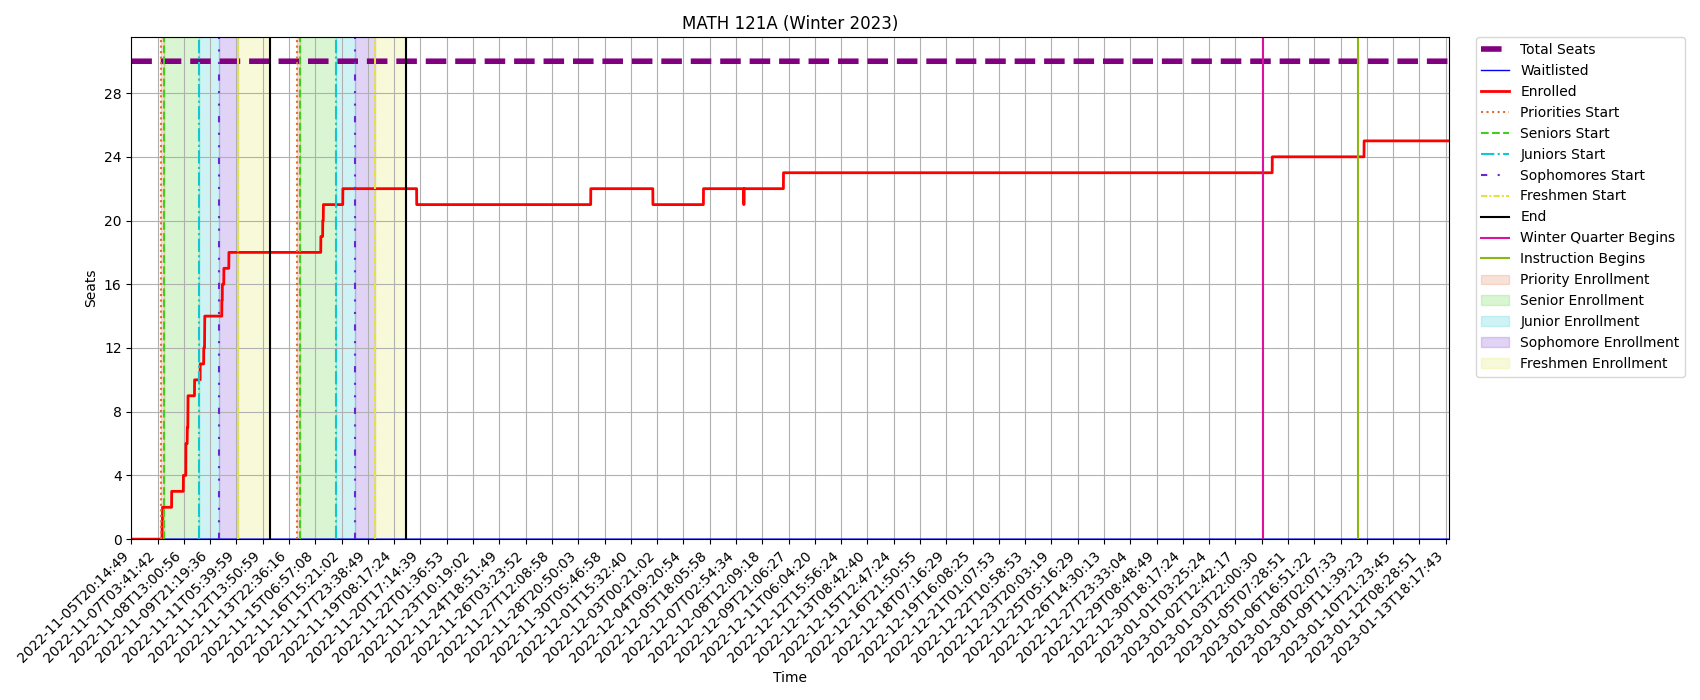 MATH 121A (Winter 2023)
Total Seats
Waitlisted
Enrolled
Priorities Start
Seniors Start
Juniors Start
Sophomores Start
Freshmen Start
End
Winter Quarter Begins
Instruction Begins
Priority Enrollment
Senior Enrollment
Junior Enrollment
Sophomore Enrollment
Freshmen Enrollment
Seats
28
24
20
16
12
8
4
0
2022-11-05T20:14:49
2022-11-07T03:41:42
2022-11-08T13:00:56
2022-11-09T21:19:36
2022-11-11T05:39:59
2022-11-12T13:50:59
2022-11-13T22:36:16
2022-11-15T06:57:08
2022-11-16T15:21:02
2022-11-17T23:38:49
2022-11-19T08:17:24
2022-11-20T17:14:39
2022-11-22T01:36:53
2022-11-23T10:19:02
2022-11-24T18:51:49
2022-11-26T03:23:52
2022-11-27T12:08:58
2022-11-28T20:50:03
2022-11-30T05:46:58
2022-12-01T15:32:40
2022-12-03T00:21:02
2022-12-04T09:20:54
2022-12-05T18:05:58
2022-12-07T02:54:34
2022-12-08T12:09:18
2022-12-09T21:06:27
2022-12-11T06:04:20
2022-12-12T15:56:24
2022-12-13T08:42:40
2022-12-15T12:47:24
2022-12-16T21:50:55
2022-12-18T07:16:29
2022-12-19T16:08:25
2022-12-21T01:07:53
2022-12-22T10:58:53
2022-12-23T20:03:19
2022-12-25T05:16:29
2022-12-26T14:30:13
2022-12-27T23:33:04
2022-12-29T08:48:49
2022-12-30T18:17:24
2023-01-01T03:25:24
2023-01-02T12:42:17
2023-01-03T22:00:30
2023-01-05T07:28:51
2023-01-06T16:51:22
2023-01-08T02:07:33
2023-01-09T11:39:23
2023-01-10T21:23:45
2023-01-12T08:28:51
2023-01-13T18:17:43
Time